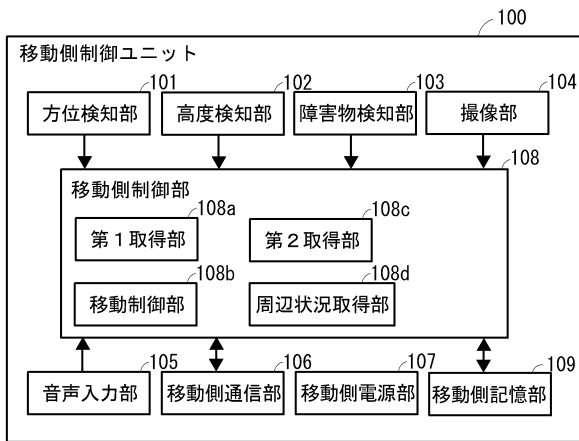 100
移動側制御ユニット
101
102
103
104
方位検知部
高度検知部
障害物検知部
撮像部
108
移動側制御部
108a
108c
第1取得部
第2取得部
108b
108d
移動制御部
周辺状況取得部
105
106
107
109
音声入力部
移動側通信部
移動側電源部
移動側記憶部